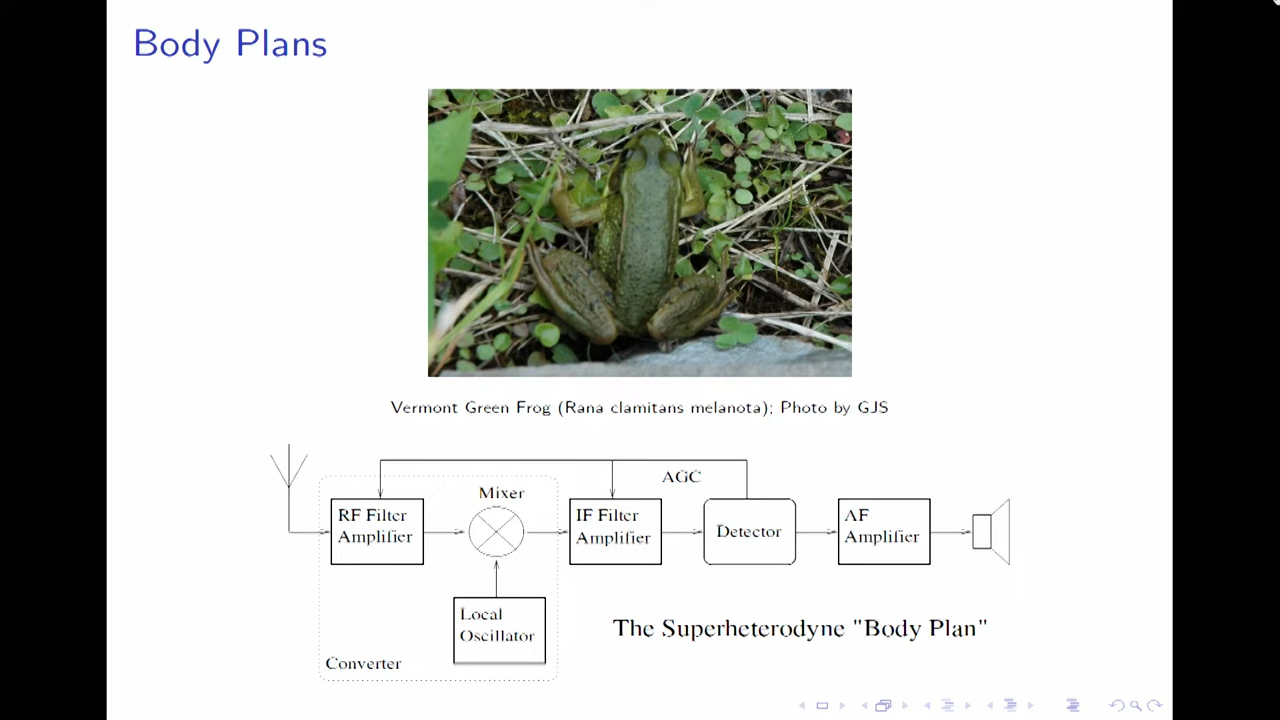 Body Plans
Vermont Green Frog (Rana clamitans melanota); Photo by GJS
AGC
Mixer
RF Filter
Amplifier
IF Filter
Amplifier
Detector
AF
Amplifier
Local
Oscillator
The Superheterodyne "Body Plan"
Converter